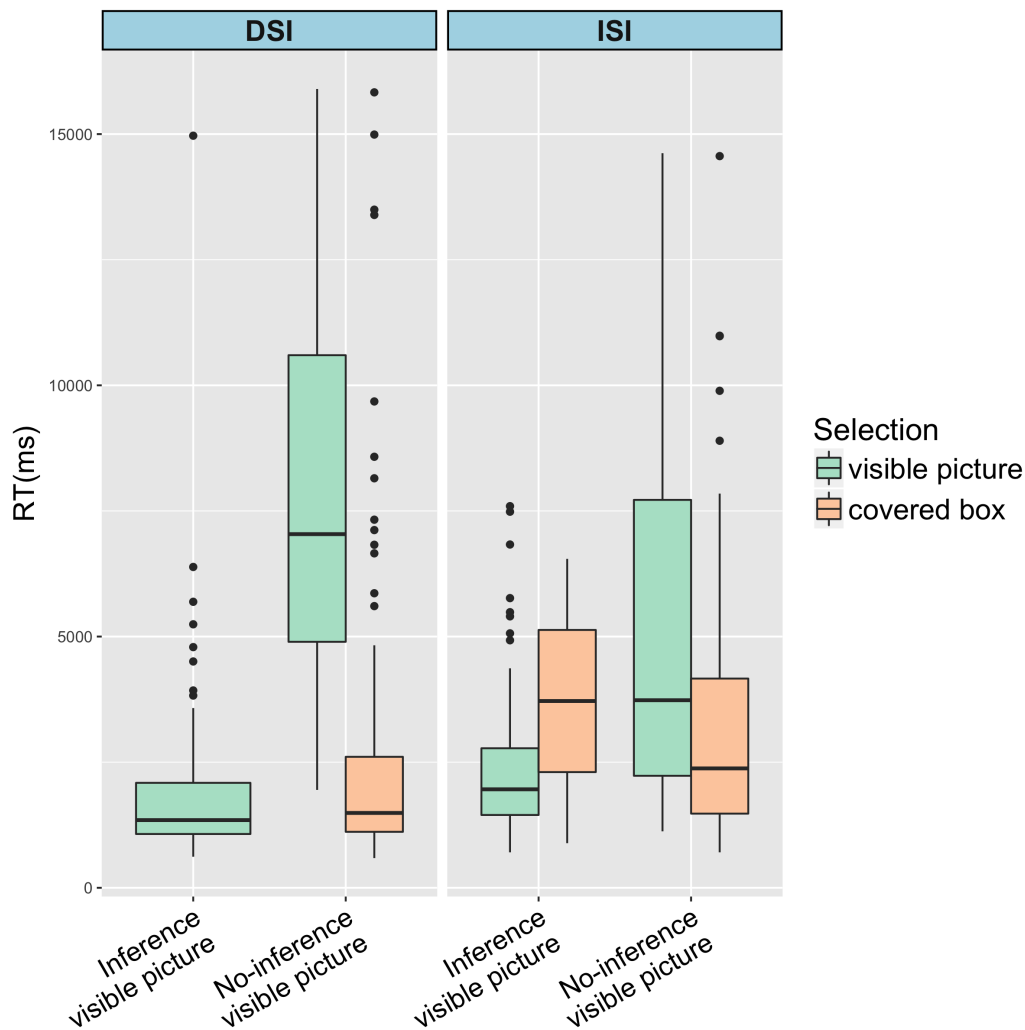 DSI
ISI
15000
10000
5000
0
RT(ms)
Inference
visible picture
No-inference
visible picture
Inference
visible picture
No-inference
visible picture
Selection
visible picture
covered box